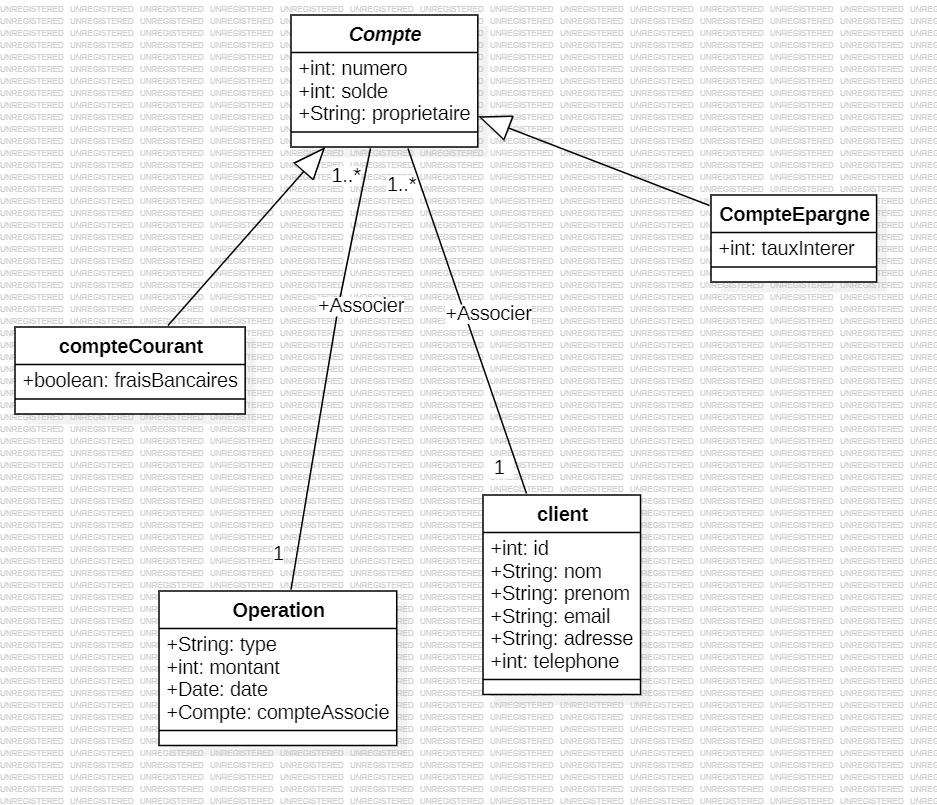 Compte
+int: numero
+int: solde
+String: proprietaire
1..*
1..*
CompteEpargne
+int: tauxInterer
+Associer
+Associer
compteCourant
+boolean: fraisBancaires
1
client
+int: id
+String: nom
+String: prenom
+String: email
+String: adresse
+int: telephone
1
Operation
+String: type
+int: montant
+Date: date
+Compte: compteAssocie
UNREGISTERED